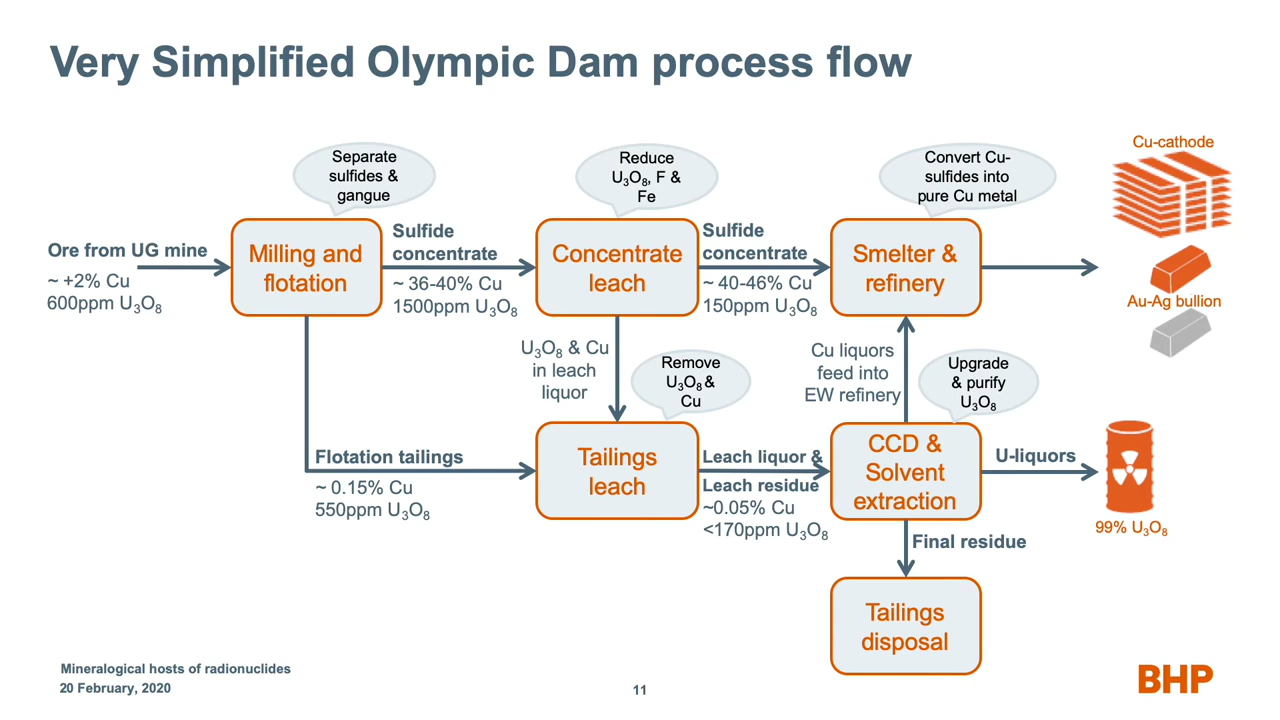 Very Simplified Olympic Dam process flow
Separate
sulfides &
gangue
Reduce
U₃O₈, F &
Fe
Convert Cu-
sulfides into
pure Cu metal
Cu-cathode
Ore from UG mine
~ +2% Cu
600ppm U₃O₈
Milling and
flotation
Sulfide
concentrate
~ 36-40% Cu
1500ppm U₃O₈
Concentrate
leach
Sulfide
concentrate
~ 40-46% Cu
150ppm U₃O₈
Smelter &
refinery
Au-Ag bullion
U₃O₈ & Cu
in leach
liquor
Remove
U₃O₈ &
Cu
Cu liquors
feed into
EW refinery
Upgrade
& purify
U₃O₈
Flotation tailings
~ 0.15% Cu
550ppm U₃O₈
Tailings
leach
Leach liquor &
Leach residue
~0.05% Cu
<170ppm U₃O₈
CCD &
Solvent
extraction
U-liquors
99% U₃O₈
Final residue
Tailings
disposal
Mineralogical hosts of radionuclides
20 February, 2020
11
BHP